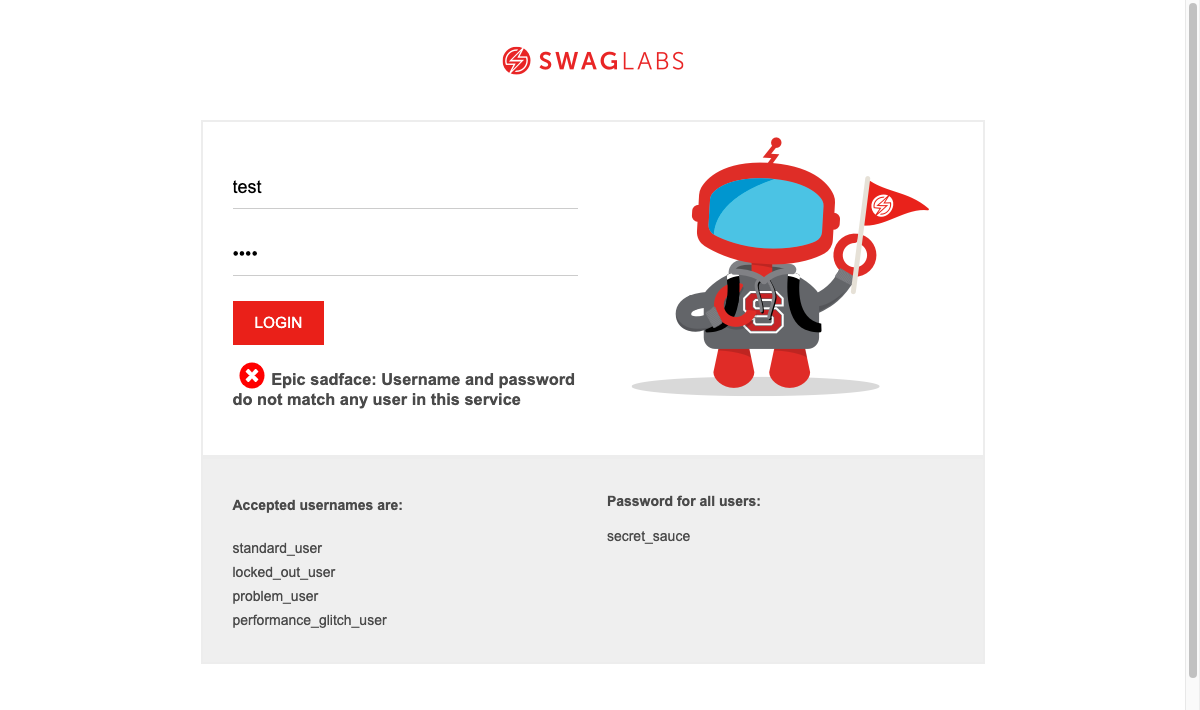 SWAGLABS
test
••••
LOGIN
Epic sadface: Username and password
do not match any user in this service
Accepted usernames are:
standard_user
locked_out_user
problem_user
performance_glitch_user
Password for all users:
secret_sauce